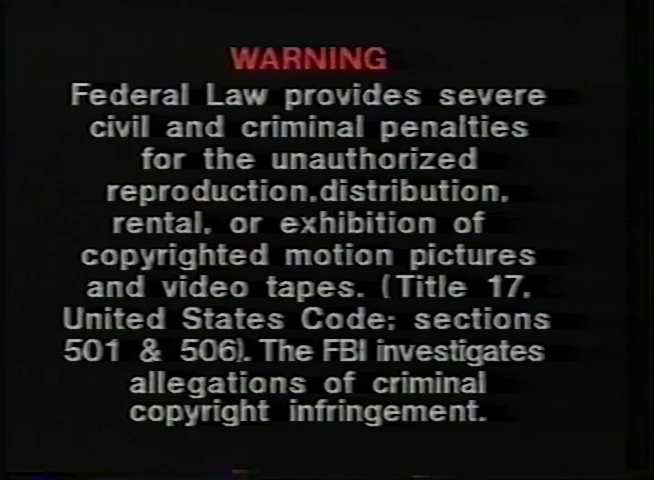 WARNING
Federal Law provides severe
civil and criminal penalties
for the unauthorized
reproduction,distribution,
rental, or exhibition of
copyrighted motion pictures
and video tapes. (Title 17,
United States Code; sections
501 & 506). The FBI investigates
allegations of criminal
copyright infringement.